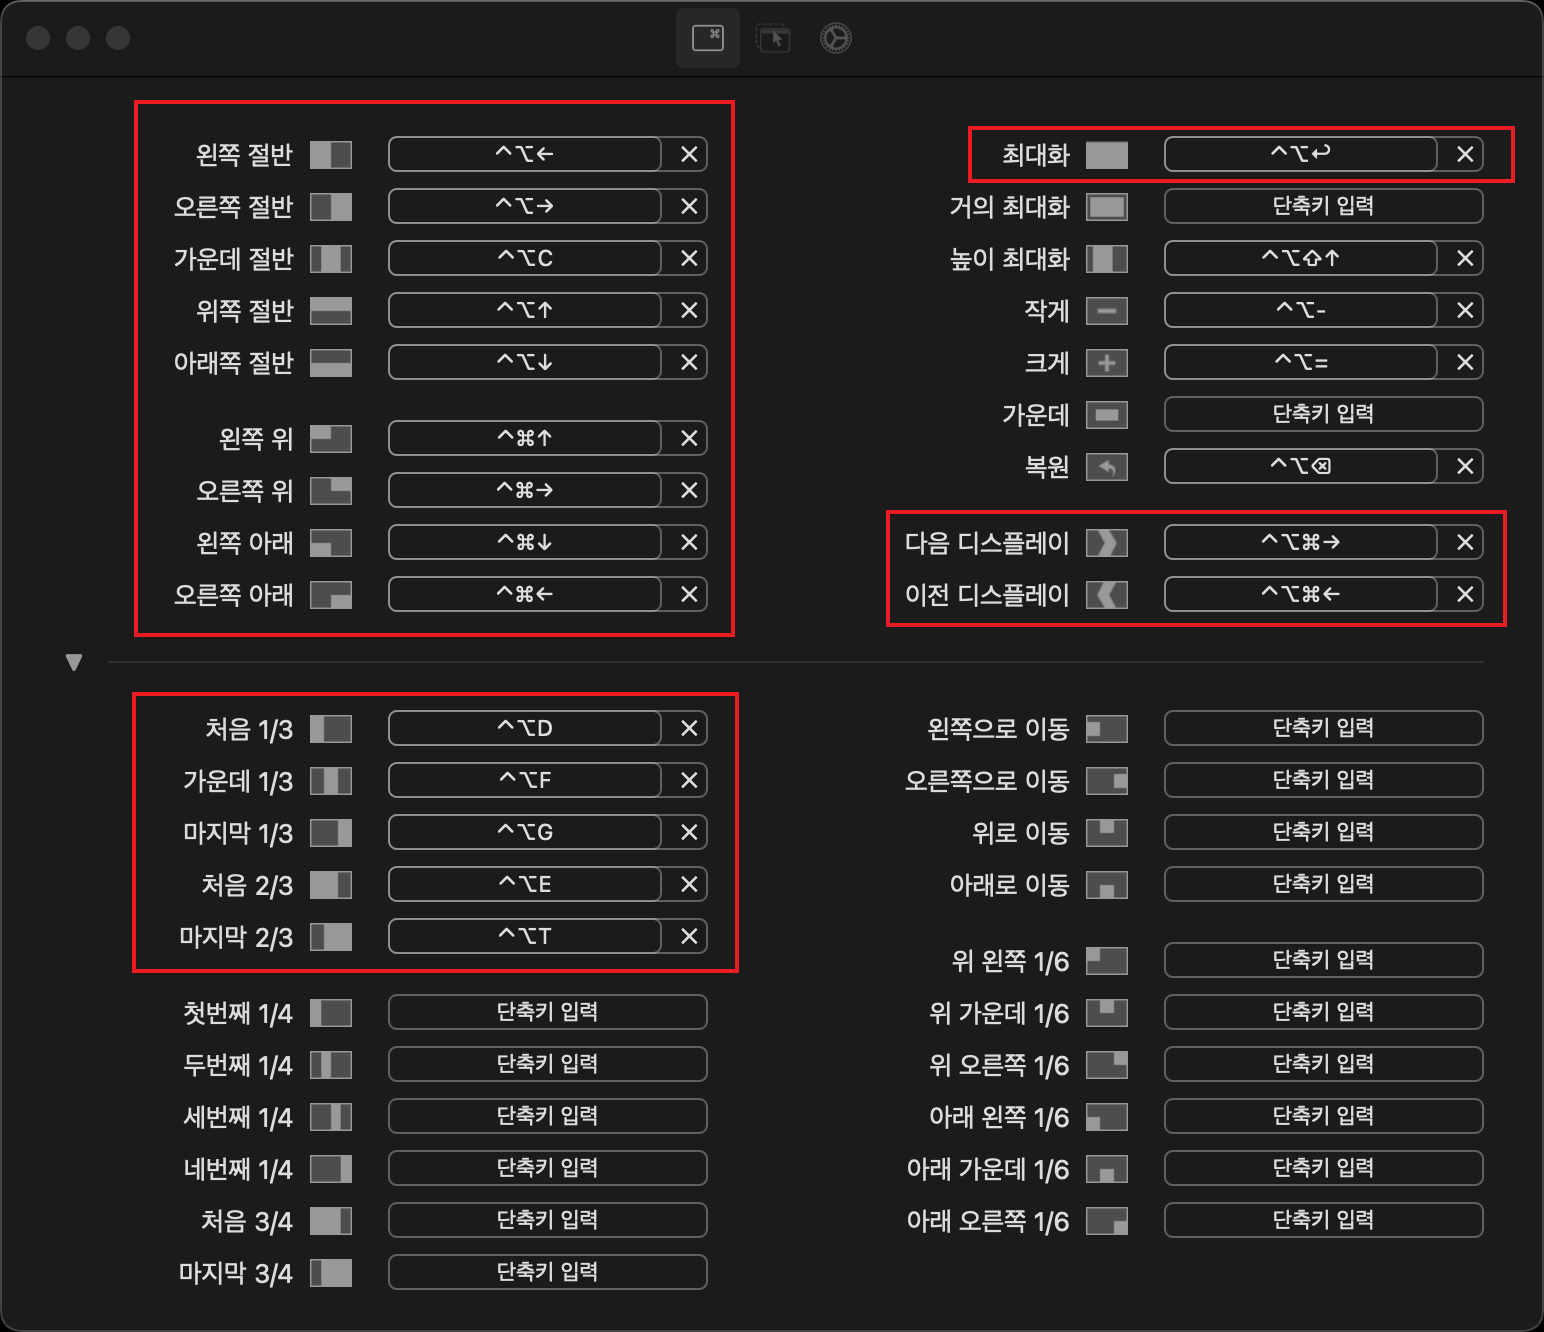 ⌘
왼쪽 절반 ^⌥← ✕
오른쪽 절반 ^⌥→ ✕
가운데 절반 ^⌥C ✕
위쪽 절반 ^⌥↑ ✕
아래쪽 절반 ^⌥↓ ✕
왼쪽 위 ^⌘↑ ✕
오른쪽 위 ^⌘→ ✕
왼쪽 아래 ^⌘↓ ✕
오른쪽 아래 ^⌘← ✕
최대화 ^⌥↩ ✕
거의 최대화 단축키 입력
높이 최대화 ^⌥⇧↑ ✕
작게 ^⌥- ✕
크게 ^⌥= ✕
가운데 단축키 입력
복원 ^⌥⌫ ✕
다음 디스플레이 ^⌥⌘→ ✕
이전 디스플레이 ^⌥⌘← ✕
처음 1/3 ^⌥D ✕
가운데 1/3 ^⌥F ✕
마지막 1/3 ^⌥G ✕
처음 2/3 ^⌥E ✕
마지막 2/3 ^⌥T ✕
첫번째 1/4 단축키 입력
두번째 1/4 단축키 입력
세번째 1/4 단축키 입력
네번째 1/4 단축키 입력
처음 3/4 단축키 입력
마지막 3/4 단축키 입력
왼쪽으로 이동 단축키 입력
오른쪽으로 이동 단축키 입력
위로 이동 단축키 입력
아래로 이동 단축키 입력
위 왼쪽 1/6 단축키 입력
위 가운데 1/6 단축키 입력
위 오른쪽 1/6 단축키 입력
아래 왼쪽 1/6 단축키 입력
아래 가운데 1/6 단축키 입력
아래 오른쪽 1/6 단축키 입력